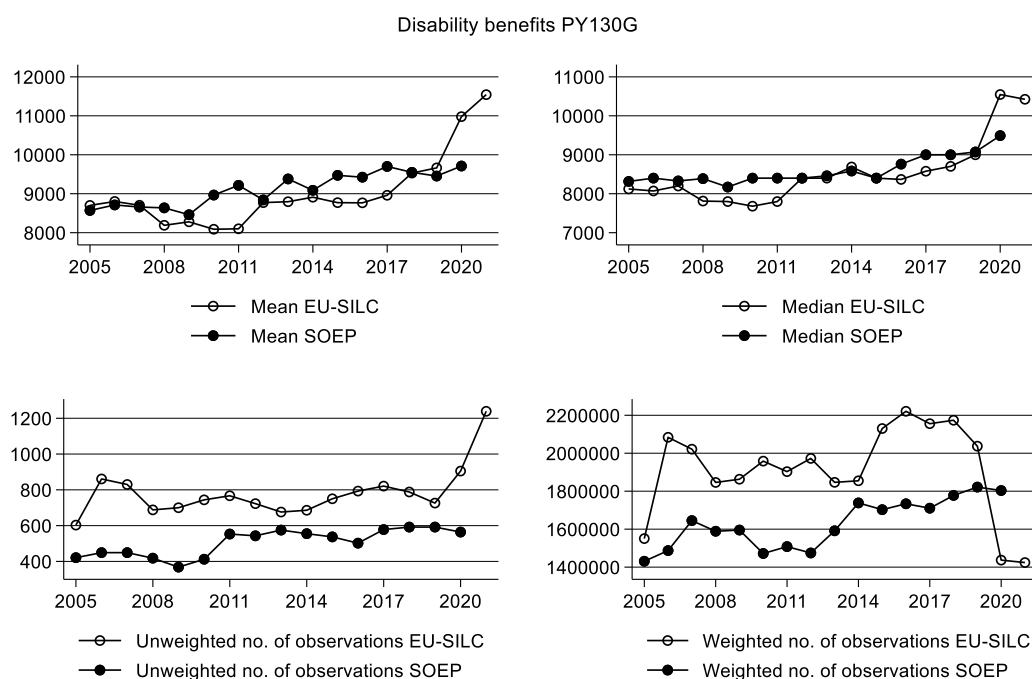 Disability benefits PY130G
12000
11000
10000
9000
8000
2005 2008 2011 2014 2017 2020
Mean EU-SILC
Mean SOEP
11000
10000
9000
8000
7000
2005 2008 2011 2014 2017 2020
Median EU-SILC
Median SOEP
1200
1000
800
600
400
2005 2008 2011 2014 2017 2020
Unweighted no. of observations EU-SILC
Unweighted no. of observations SOEP
2200000
2000000
1800000
1600000
1400000
2005 2008 2011 2014 2017 2020
Weighted no. of observations EU-SILC
Weighted no. of observations SOEP